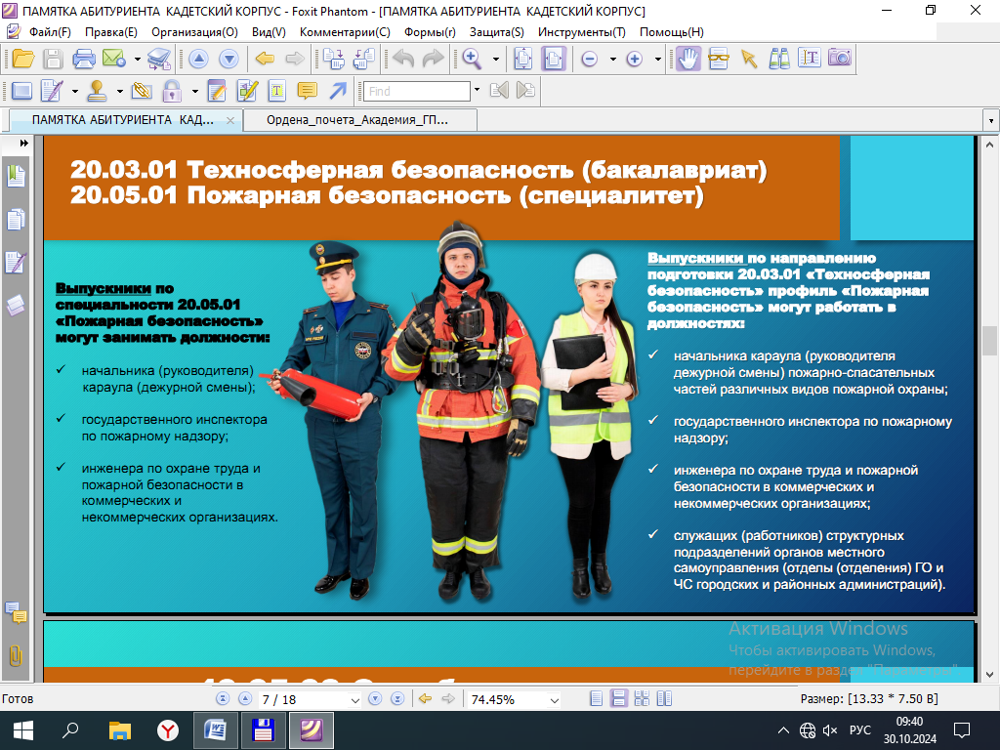 ПАМЯТКА АБИТУРИЕНТА  КАДЕТСКИЙ КОРПУС - Foxit Phantom - [ПАМЯТКА АБИТУРИЕНТА  КАДЕТСКИЙ КОРПУС]
Файл(F) Правка(E) Организация(O) Вид(V) Комментарии(C) Формы(r) Защита(S) Инструменты(T) Помощь(H)
Find
ПАМЯТКА АБИТУРИЕНТА  КАД... Ордена_почета_Академия_ГП...
20.03.01 Техносферная безопасность (бакалавриат)
20.05.01 Пожарная безопасность (специалитет)
Выпускники по
специальности 20.05.01
«Пожарная безопасность»
могут занимать должности:
начальника (руководителя)
караула (дежурной смены);
государственного инспектора
по пожарному надзору;
инженера по охране труда и
пожарной безопасности в
коммерческих и
некоммерческих организациях.
Выпускники по направлению
подготовки 20.03.01 «Техносферная
безопасность» профиль «Пожарная
безопасность» могут работать в
должностях:
начальника караула (руководителя
дежурной смены) пожарно-спасательных
частей различных видов пожарной охраны;
государственного инспектора по пожарному
надзору;
инженера по охране труда и пожарной
безопасности в коммерческих и
некоммерческих организациях;
служащих (работников) структурных
подразделений органов местного
самоуправления (отделы (отделения) ГО и
ЧС городских и районных администраций).
Активация Windows
Чтобы активировать Windows,
перейдите в раздел "Параметры"
Готов 7 / 18 74.45% Размер: [13.33 * 7.50 В]
РУС 09:40
30.10.2024